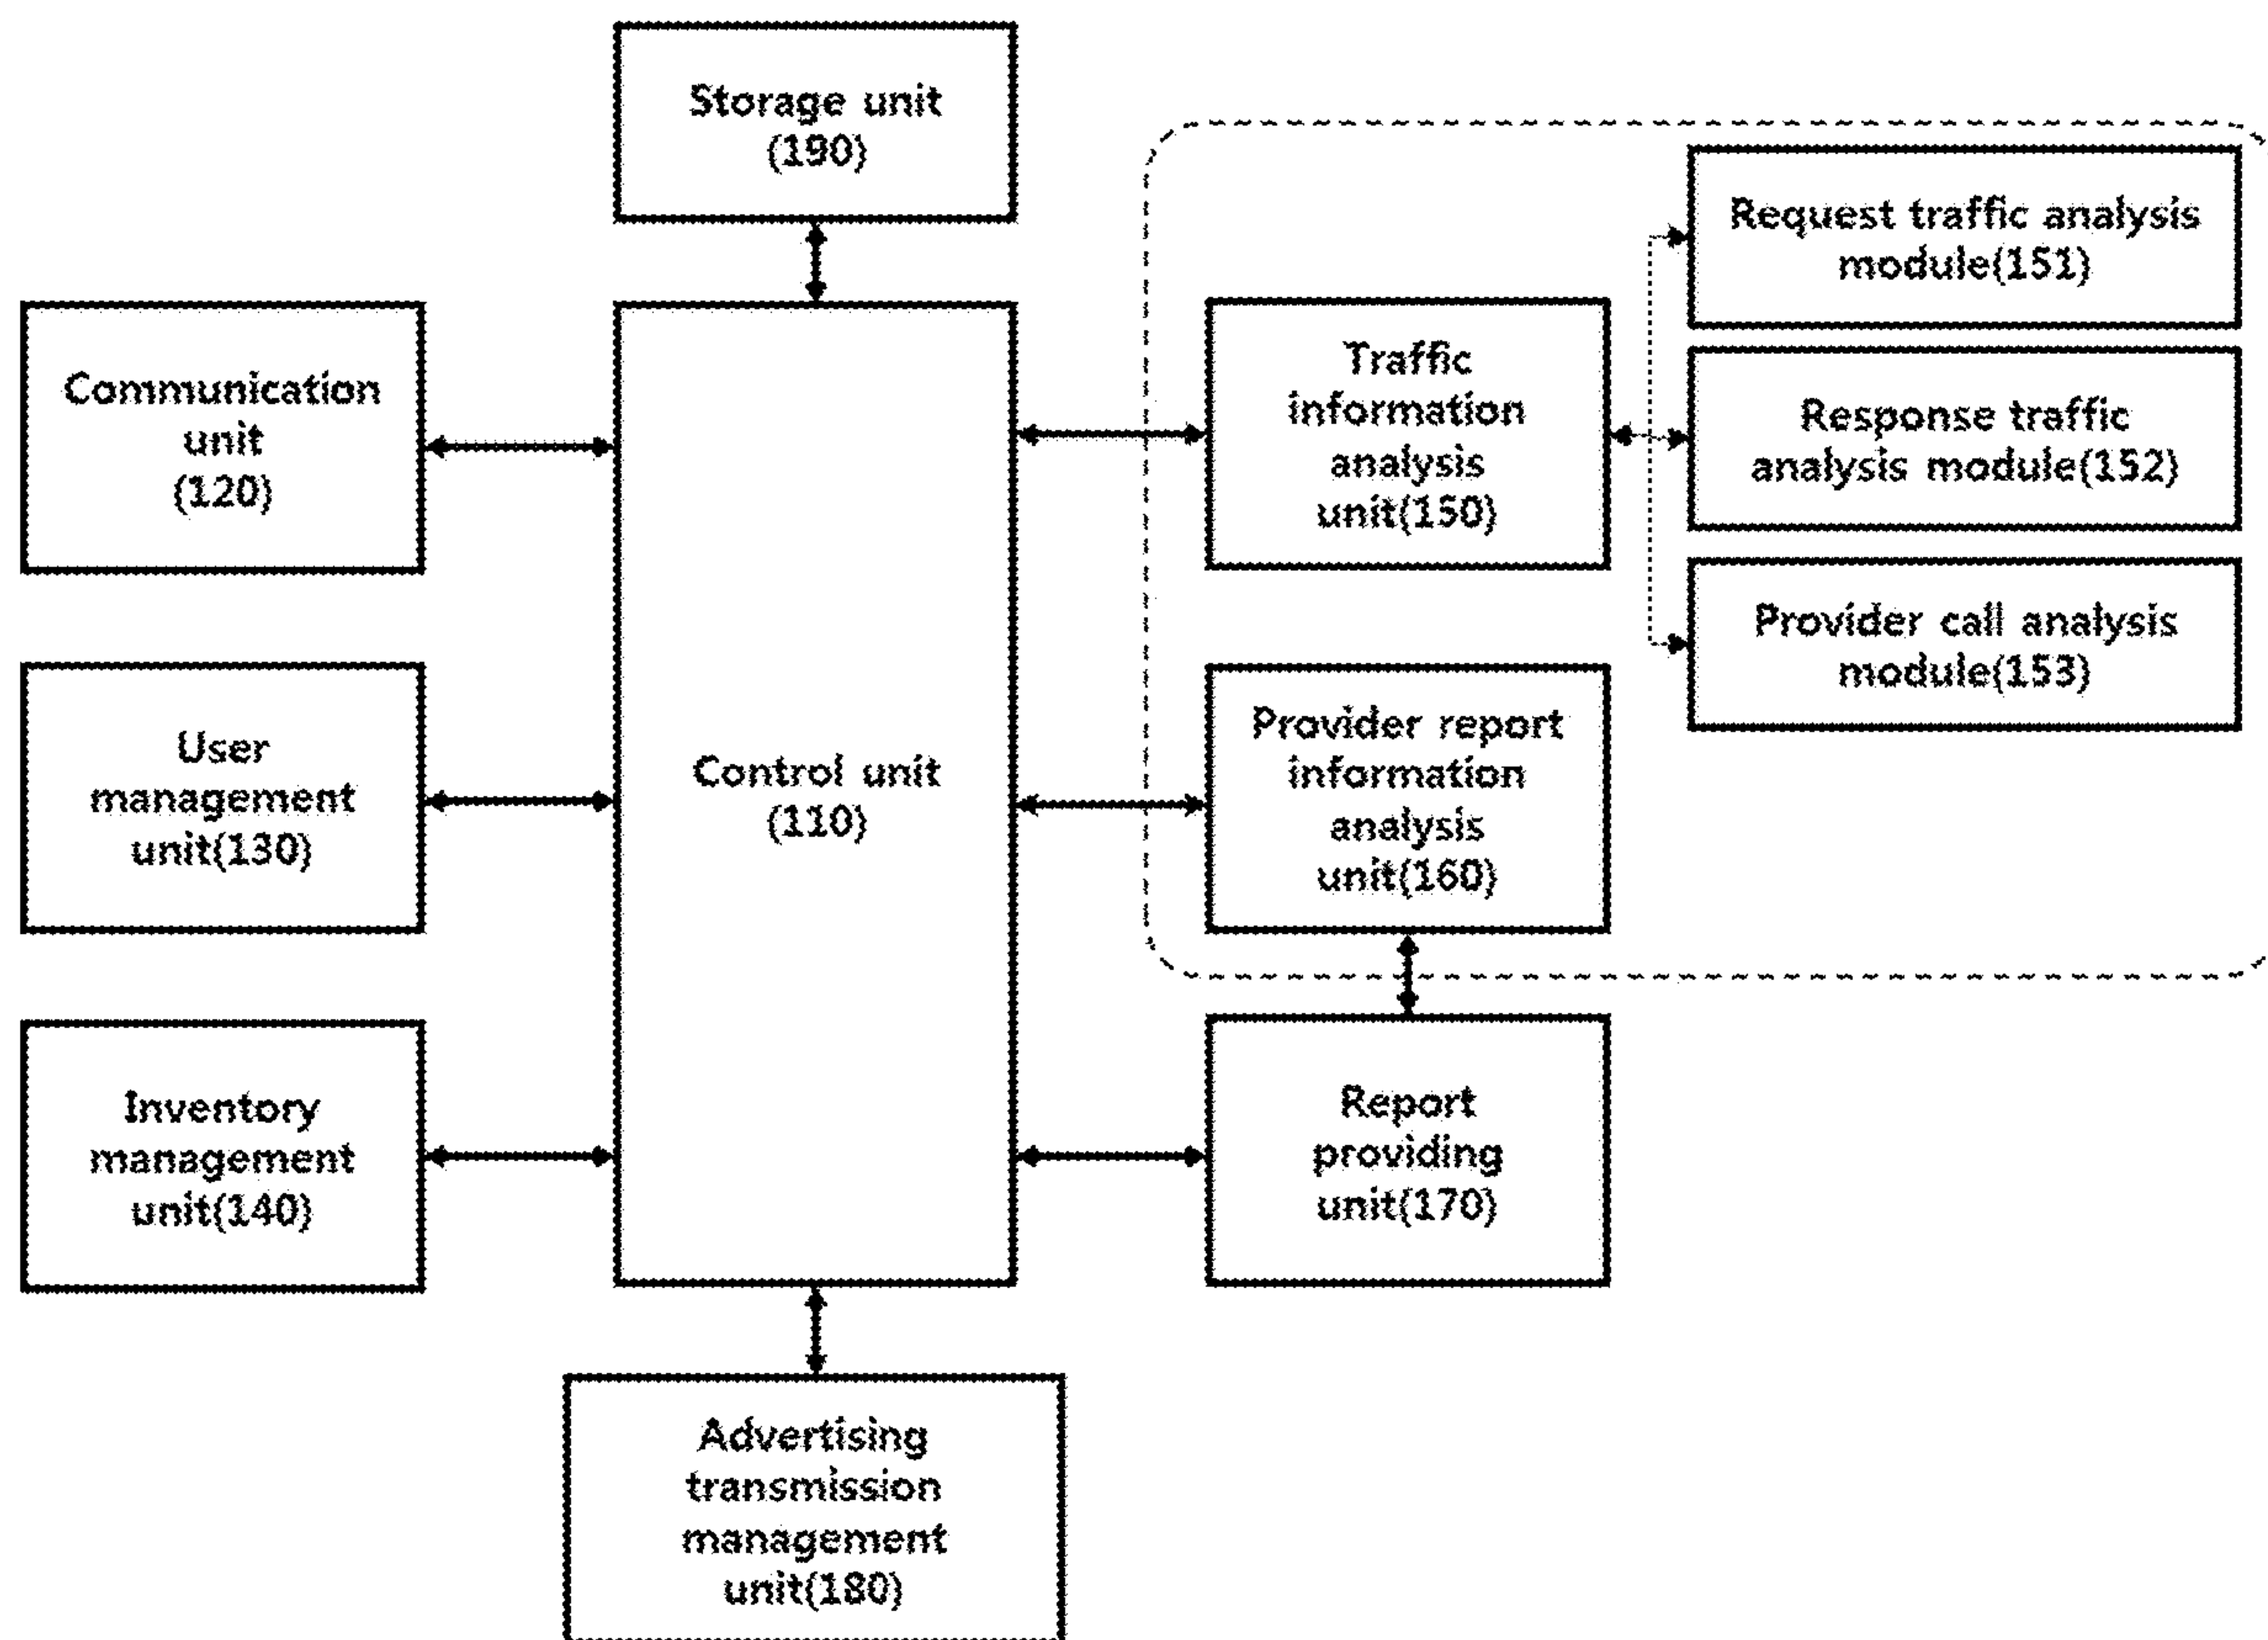 Storage unit
(190)
Request traffic analysis
module(151)
Communication
unit
(120)
Traffic
information
analysis
unit(150)
Response traffic
analysis module(152)
Provider call analysis
module(153)
User
management
unit(130)
Control unit
(110)
Provider report
information
analysis
unit(160)
Inventory
management
unit(140)
Report
providing
unit(170)
Advertising
transmission
management
unit(180)